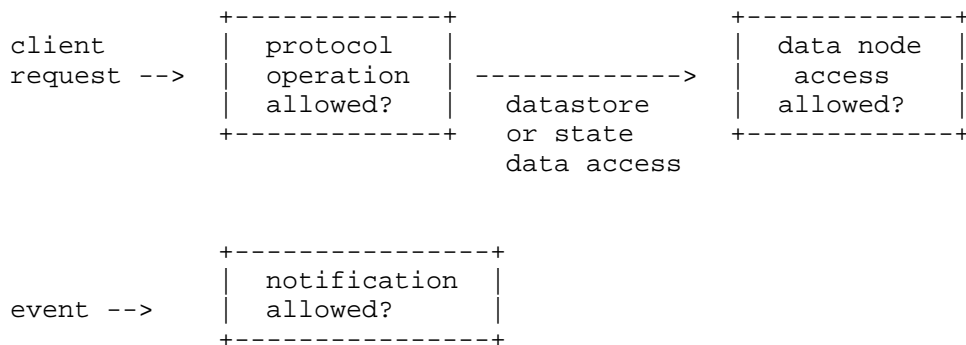 +-------------+                 +-------------+
client       |  protocol   |                 |  data node  |
request -->  |  operation  | ------------->  |   access    |
             |  allowed?   |   datastore     |  allowed?   |
             +-------------+   or state      +-------------+
                               data access
             +----------------+
             |  notification  |
event -->    |  allowed?      |
             +----------------+